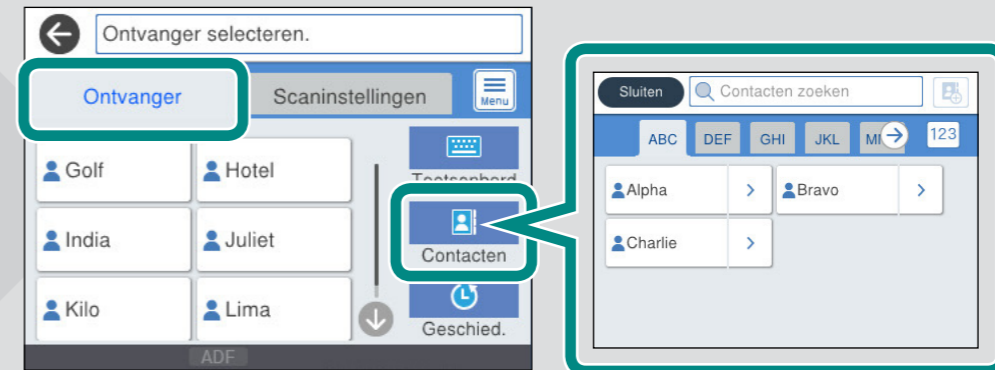 Ontvanger selecteren.
Ontvanger
Scaninstellingen
Menu
Golf
Hotel
Toetsenbord
India
Juliet
Contacten
Kilo
Lima
Geschied.
ADF
Sluiten
Contacten zoeken
ABC
DEF
GHI
JKL
123
Alpha
Bravo
Charlie